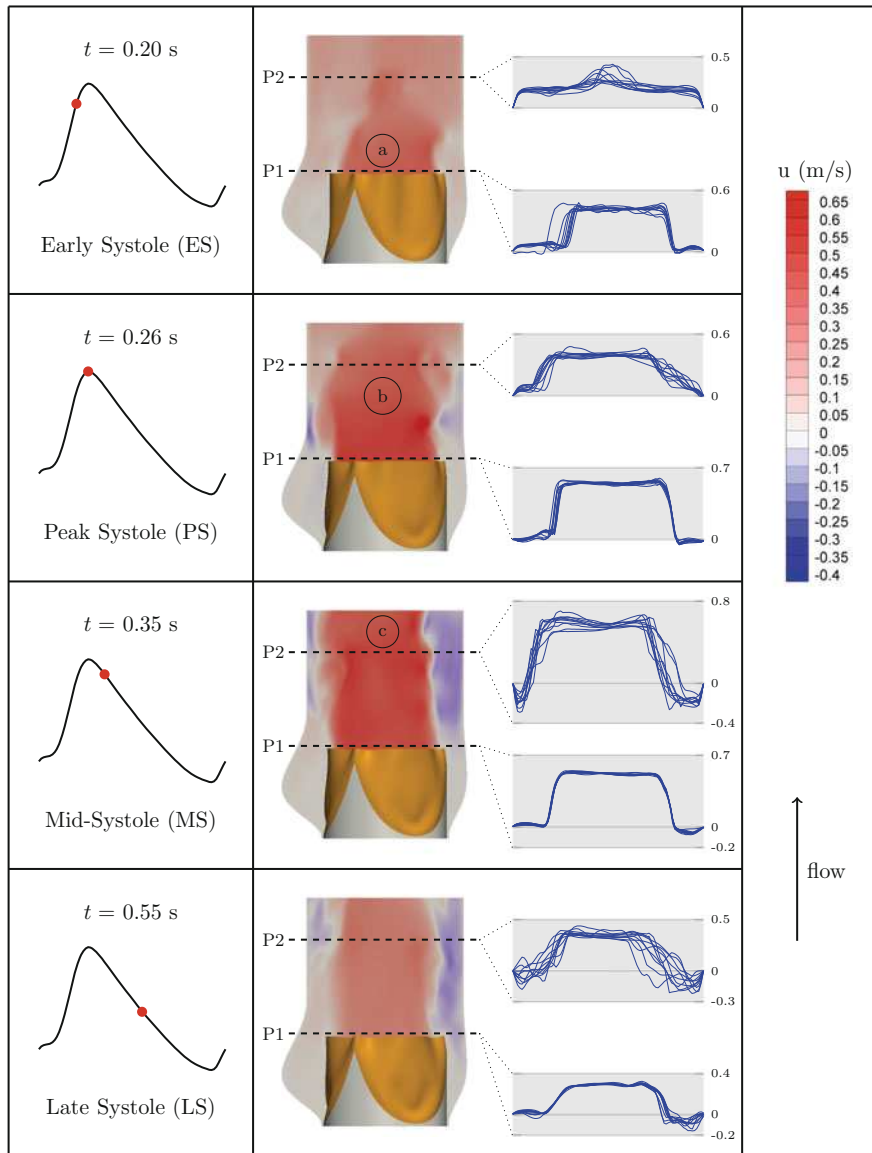 t = 0.20 s
Early Systole (ES)
P2
P1
a
0.5
0
0.6
0
t = 0.26 s
Peak Systole (PS)
P2
P1
b
0.6
0
0.7
0
t = 0.35 s
Mid-Systole (MS)
P2
P1
c
0.8
0
-0.4
0.7
0
-0.2
t = 0.55 s
Late Systole (LS)
P2
P1
0.5
0
-0.3
0.4
0
-0.2
u (m/s)
0.65
0.6
0.55
0.5
0.45
0.4
0.35
0.3
0.25
0.2
0.15
0.1
0.05
0
-0.05
-0.1
-0.15
-0.2
-0.25
-0.3
-0.35
-0.4
flow